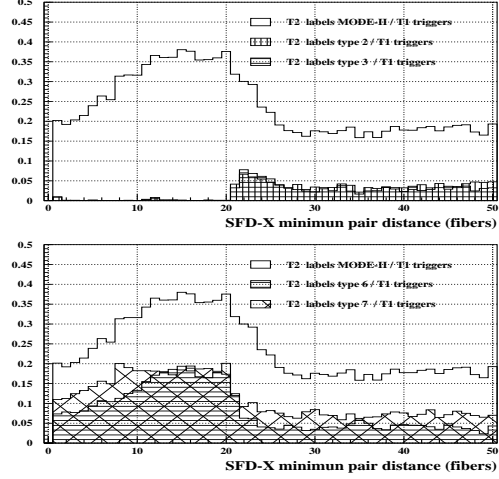 0.5
T2 labels MODE-II / T1 triggers
0.45
T2 labels type 2 / T1 triggers
0.4
T2 labels type 3 / T1 triggers
0.35
0.3
0.25
0.2
0.15
0.1
0.05
0
0 10 20 30 40 50
SFD-X minimun pair distance (fibers)
0.5
T2 labels MODE-II / T1 triggers
0.45
T2 labels type 6 / T1 triggers
0.4
T2 labels type 7 / T1 triggers
0.35
0.3
0.25
0.2
0.15
0.1
0.05
0
0 10 20 30 40 50
SFD-X minimun pair distance (fibers)